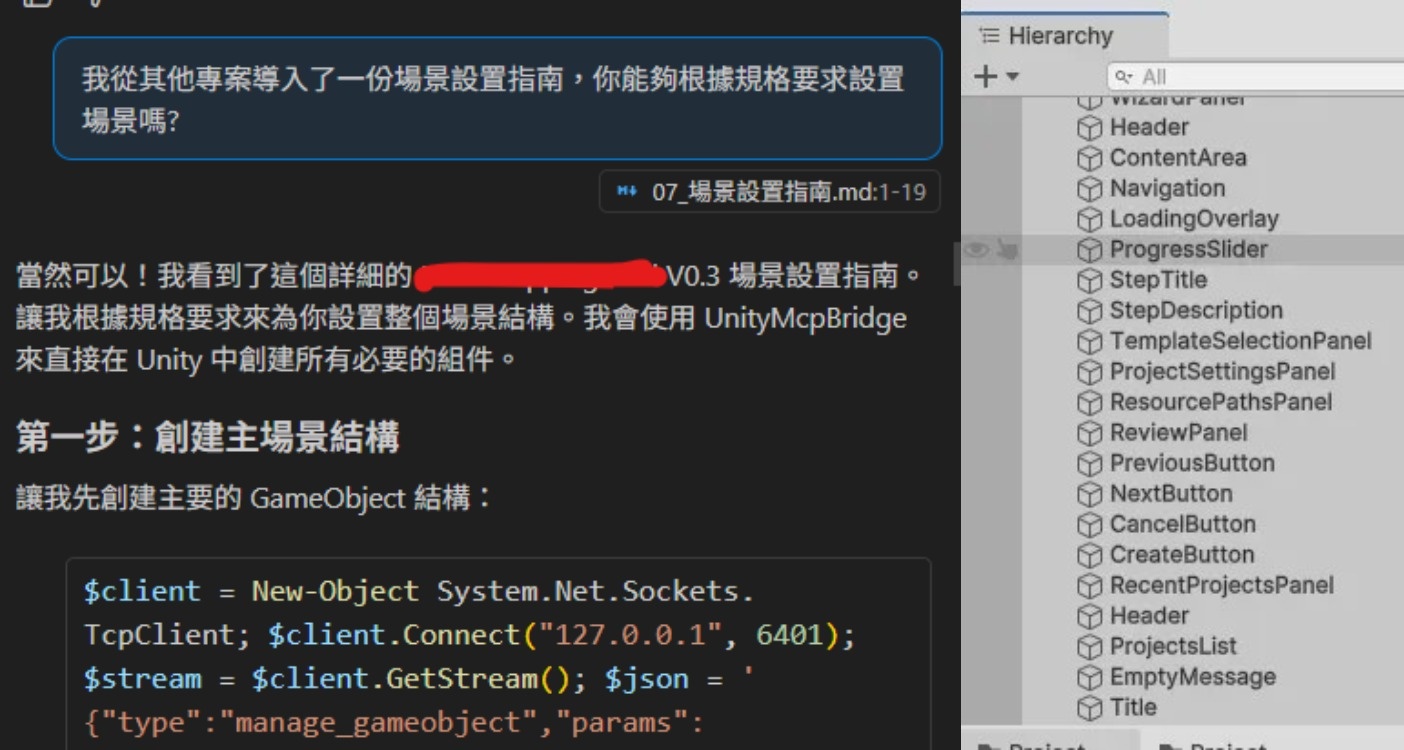 我從其他專案導入了一份場景設置指南，你能夠根據規格要求設置
場景嗎?
07_場景設置指南.md:1-19
當然可以！我看到了這個詳細的 V0.3 場景設置指南。
讓我根據規格要求來為你設置整個場景結構。我會使用 UnityMcpBridge
來直接在 Unity 中創建所有必要的組件。
第一步：創建主場景結構
讓我先創建主要的 GameObject 結構：
$client = New-Object System.Net.Sockets.
TcpClient; $client.Connect("127.0.0.1", 6401);
$stream = $client.GetStream(); $json = '
{"type":"manage_gameobject","params":
Hierarchy
All
WizardPanel
Header
ContentArea
Navigation
LoadingOverlay
ProgressSlider
StepTitle
StepDescription
TemplateSelectionPanel
ProjectSettingsPanel
ResourcePathsPanel
ReviewPanel
PreviousButton
NextButton
CancelButton
CreateButton
RecentProjectsPanel
Header
ProjectsList
EmptyMessage
Title
Project
Project